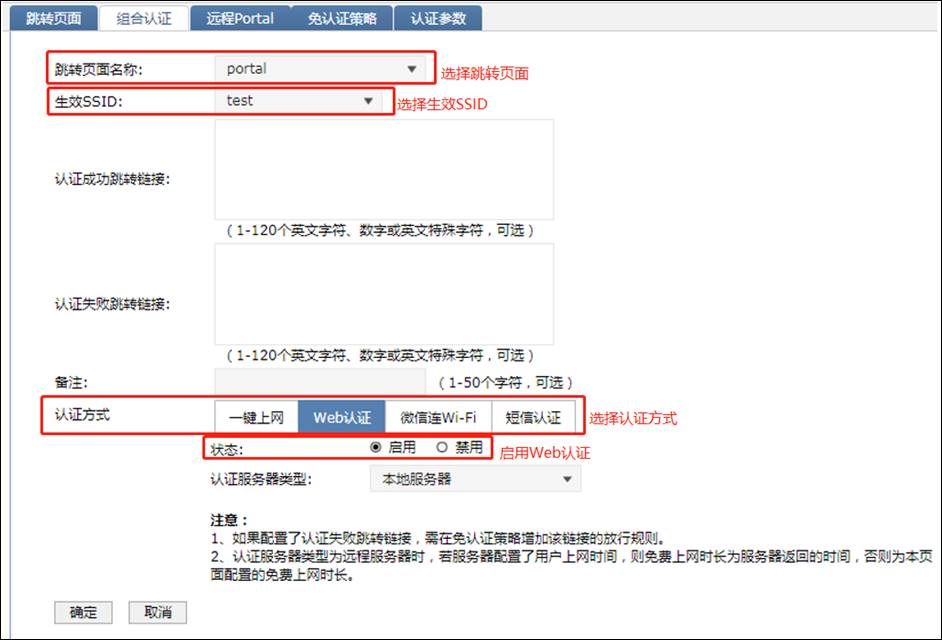 跳转页面 组合认证 远程Portal 免认证策略 认证参数
跳转页面名称: portal 选择跳转页面
生效SSID: test 选择生效SSID
认证成功跳转链接:
（1-120个英文字符、数字或英文特殊字符，可选）
认证失败跳转链接:
（1-120个英文字符、数字或英文特殊字符，可选）
备注: （1-50个字符，可选）
认证方式 一键上网 Web认证 微信连Wi-Fi 短信认证 选择认证方式
状态: 启用 禁用 启用Web认证
认证服务器类型: 本地服务器
注意：
1、如果配置了认证失败跳转链接，需在免认证策略增加该链接的放行规则。
2、认证服务器类型为远程服务器时，若服务器配置了用户上网时间，则免费上网时长为服务器返回的时间，否则为本页
面配置的免费上网时长。
确定 取消